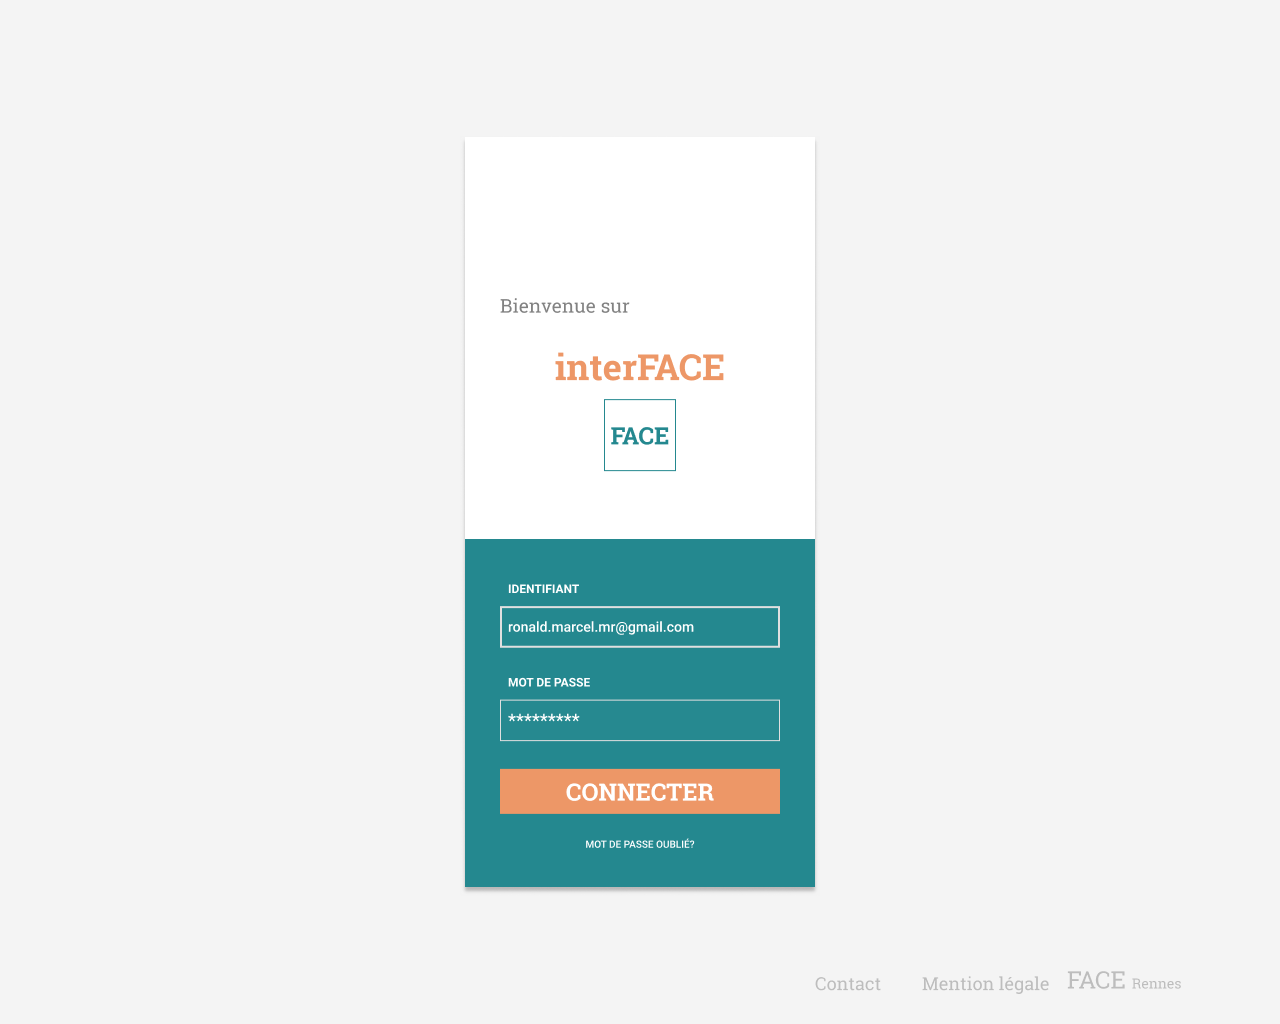 Bienvenue sur
interFACE
FACE
IDENTIFIANT
ronald.marcel.mr@gmail.com
MOT DE PASSE
*********
CONNECTER
MOT DE PASSE OUBLIÉ?
Contact Mention légale FACE Rennes